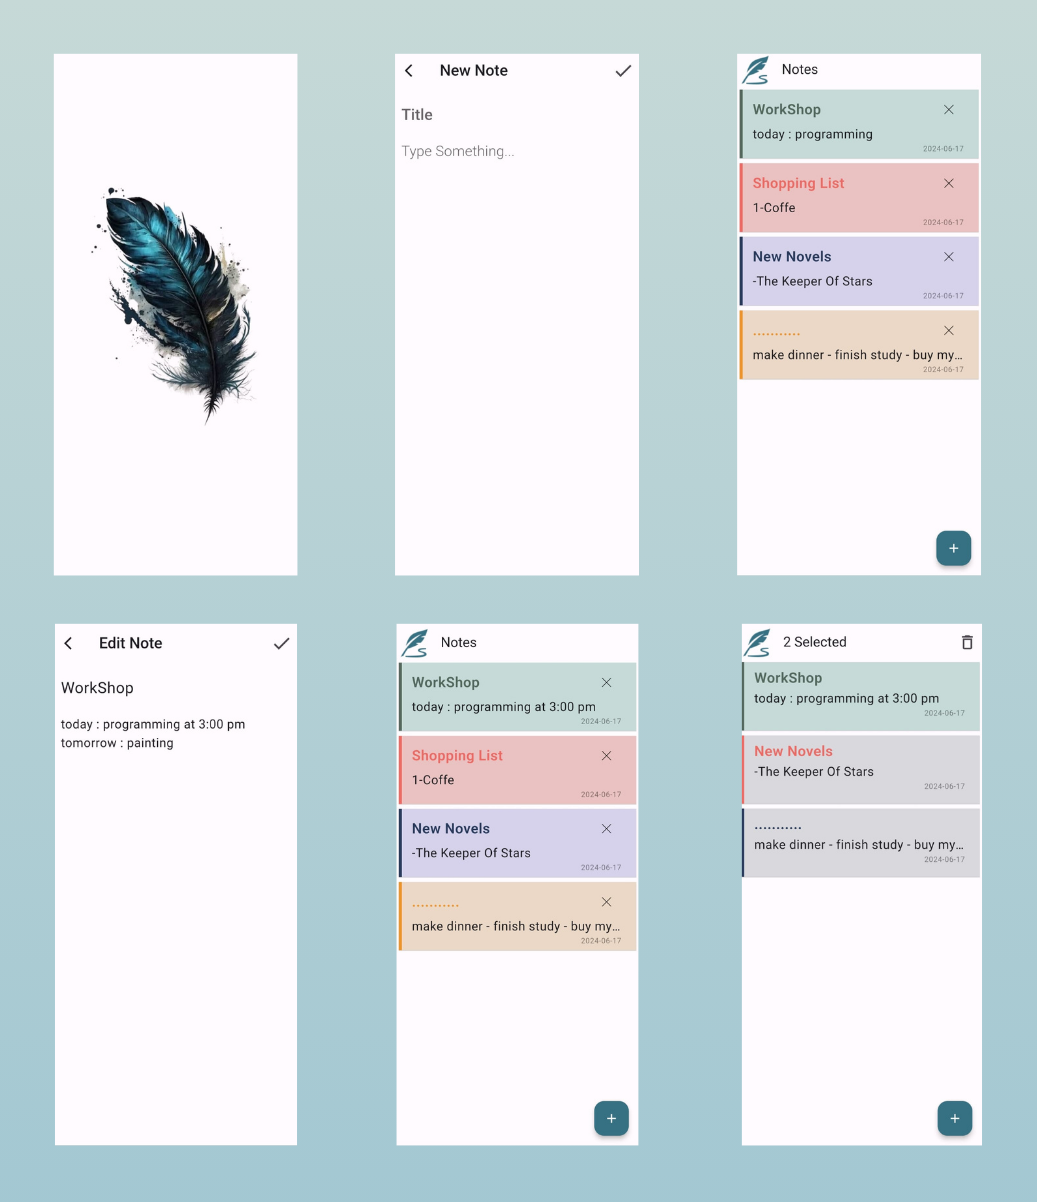 New Note
Title
Type Something...
Notes
WorkShop
today : programming
2024-06-17
Shopping List
1-Coffe
2024-06-17
New Novels
-The Keeper Of Stars
2024-06-17
...........
make dinner - finish study - buy my...
2024-06-17
Edit Note
WorkShop
today : programming at 3:00 pm
tomorrow : painting
Notes
WorkShop
today : programming at 3:00 pm
2024-06-17
Shopping List
1-Coffe
2024-06-17
New Novels
-The Keeper Of Stars
2024-06-17
...........
make dinner - finish study - buy my...
2024-06-17
2 Selected
WorkShop
today : programming at 3:00 pm
2024-06-17
New Novels
-The Keeper Of Stars
2024-06-17
...........
make dinner - finish study - buy my...
2024-06-17